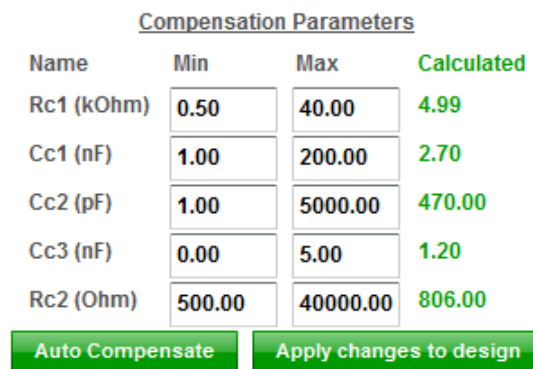 Compensation Parameters
Name Min Max Calculated
Rc1 (kOhm) 0.50 40.00 4.99
Cc1 (nF) 1.00 200.00 2.70
Cc2 (pF) 1.00 5000.00 470.00
Cc3 (nF) 0.00 5.00 1.20
Rc2 (Ohm) 500.00 40000.00 806.00
Auto Compensate Apply changes to design